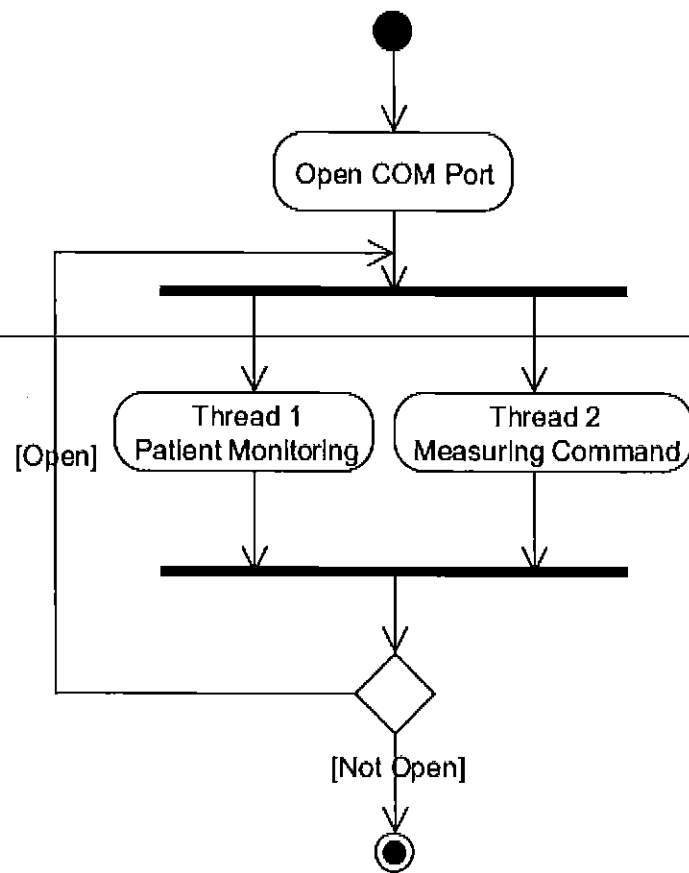 Open COM Port
Thread 1
Patient Monitoring
Thread 2
Measuring Command
[Open]
[Not Open]